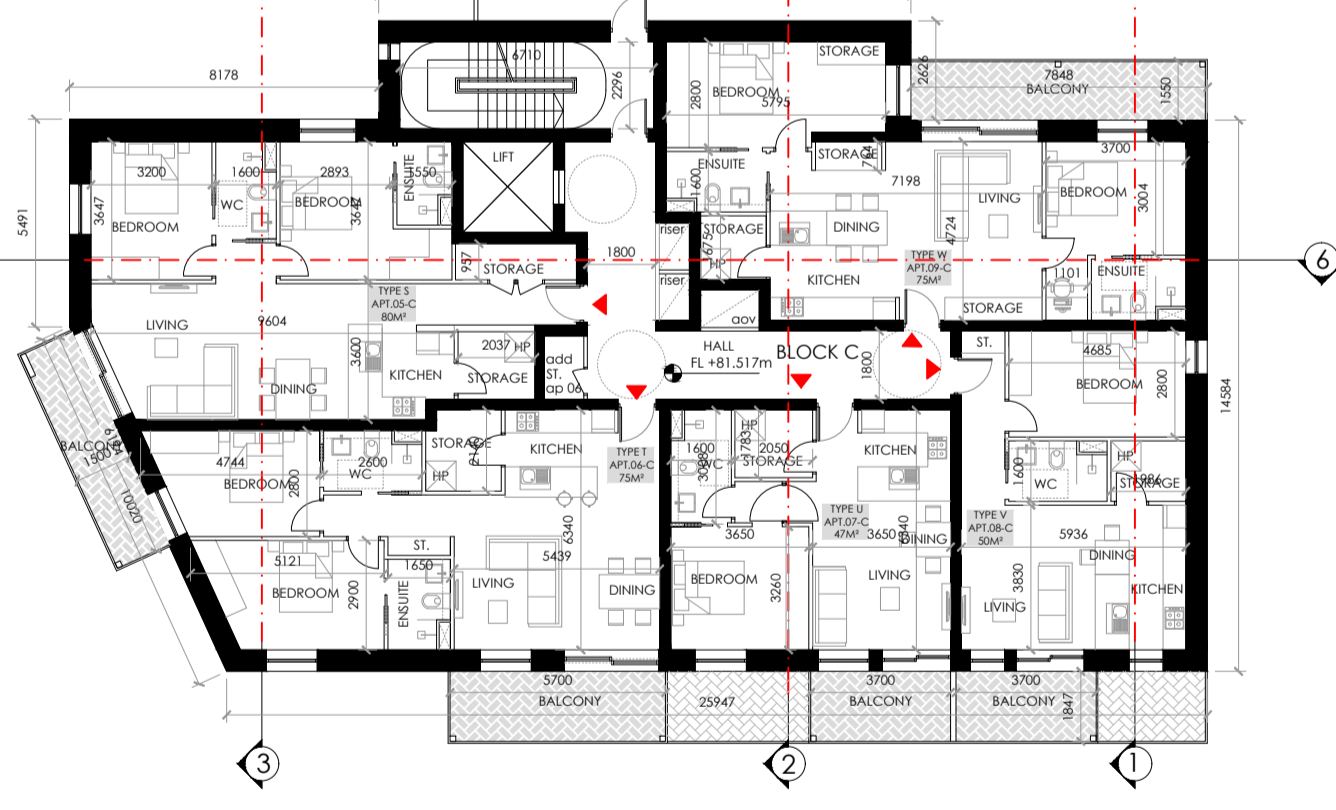 6710
STORAGE
8178
2296
2800
BEDROOM
5795
2626
7848
BALCONY
1550
LIFT
3200
1600
2893
1550
ENSUITE
WC
BEDROOM
3647
BEDROOM
5491
ENSUITE
1600
STORAGE
7198
LIVING
3700
BEDROOM
3004
4724
DINING
KITCHEN
STORAGE
HP
1675
riser
riser
1800
957
STORAGE
TYPE S
APT.05-C
80M²
TYPE W
APT.09-C
75M²
1101
ENSUITE
STORAGE
6
LIVING
9604
3600
DINING
KITCHEN
2037
HP
STORAGE
add
ST.
ap 06
aov
HALL
FL +81.517m
BLOCK C
1800
ST.
4685
BEDROOM
2800
14584
BALCONY
1500
10020
4744
BEDROOM
2800
2600
WC
STORAGE
HP
KITCHEN
TYPE T
APT.06-C
75M²
6340
5439
1600
WC
HP
1783
2050
STORAGE
KITCHEN
TYPE U
APT.07-C
47M²
3650
3650
6340
DINING
TYPE V
APT.08-C
50M²
1600
WC
HP
STORAGE
1986
5936
DINING
KITCHEN
3830
LIVING
5121
BEDROOM
2900
ST.
1650
ENSUITE
LIVING
DINING
BEDROOM
3260
LIVING
5700
BALCONY
25947
3700
BALCONY
3700
BALCONY
1847
3
2
1